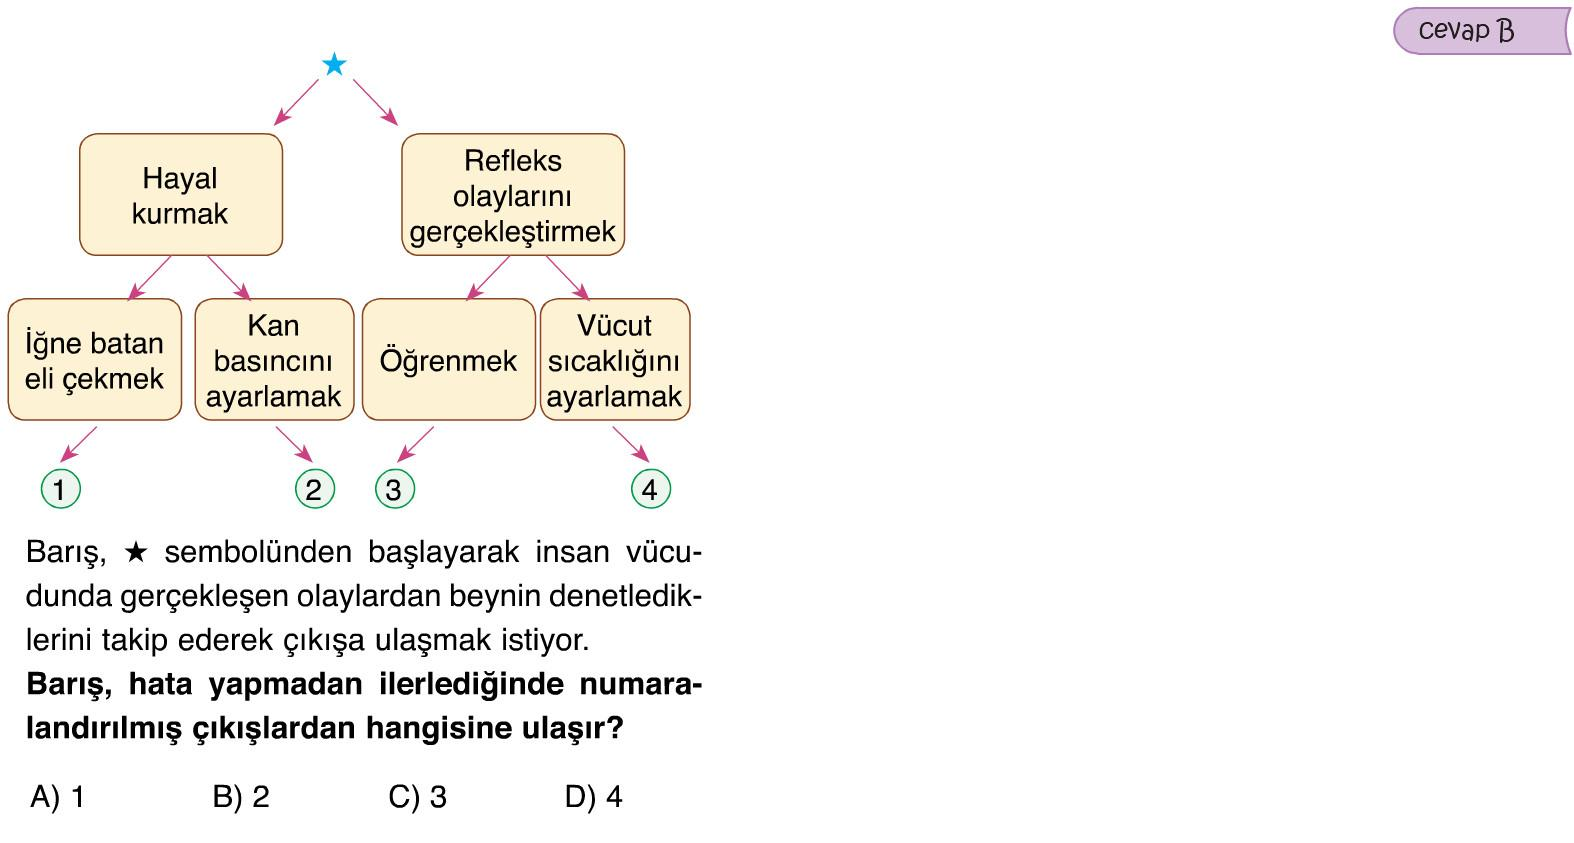 cevap B
★
Hayal
kurmak
Refleks
olaylarını
gerçekleştirmek
İğne batan
eli çekmek
Kan
basıncını
ayarlamak
Öğrenmek
Vücut
sıcaklığını
ayarlamak
1
2
3
4
Barış, ★ sembolünden başlayarak insan vücu-
dunda gerçekleşen olaylardan beynin denetledik-
lerini takip ederek çıkışa ulaşmak istiyor.
Barış, hata yapmadan ilerlediğinde numara-
landırılmış çıkışlardan hangisine ulaşır?
A) 1 B) 2 C) 3 D) 4